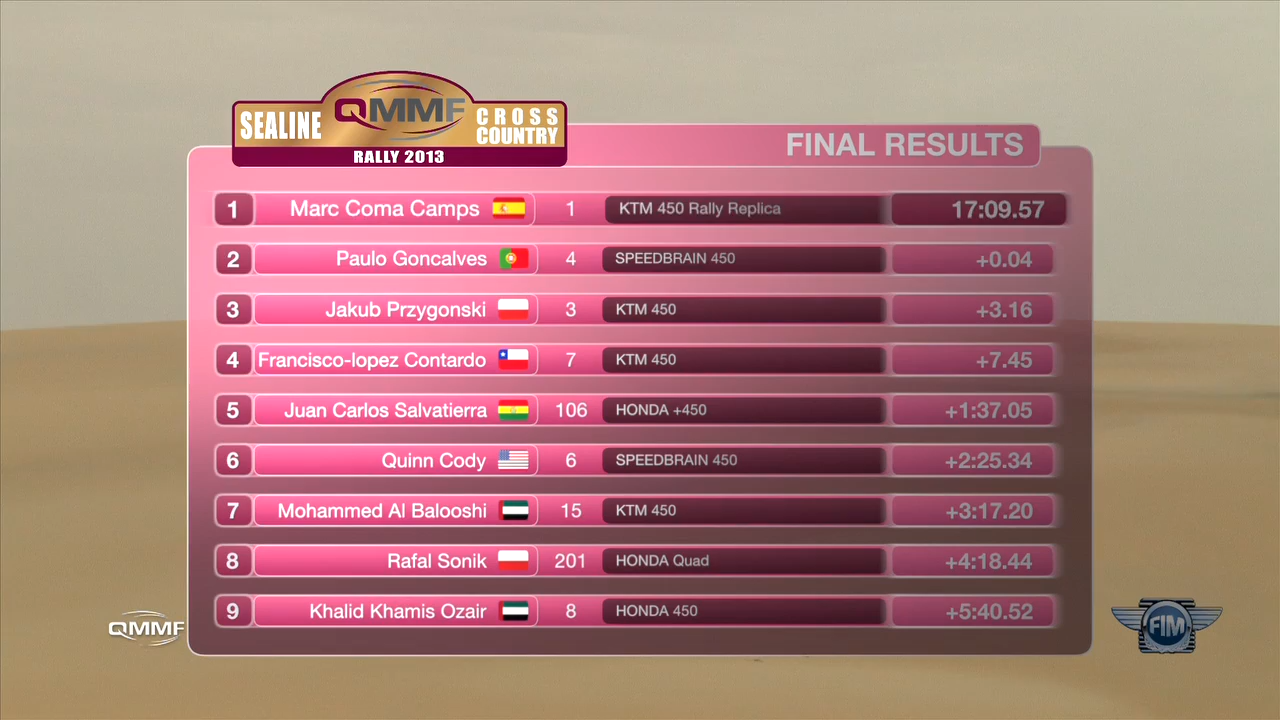 SEALINE QMMF CROSS COUNTRY
RALLY 2013
FINAL RESULTS
1 Marc Coma Camps 1 KTM 450 Rally Replica 17:09.57
2 Paulo Goncalves 4 SPEEDBRAIN 450 +0.04
3 Jakub Przygonski 3 KTM 450 +3.16
4 Francisco-lopez Contardo 7 KTM 450 +7.45
5 Juan Carlos Salvatierra 106 HONDA +450 +1:37.05
6 Quinn Cody 6 SPEEDBRAIN 450 +2:25.34
7 Mohammed Al Balooshi 15 KTM 450 +3:17.20
8 Rafal Sonik 201 HONDA Quad +4:18.44
9 Khalid Khamis Ozair 8 HONDA 450 +5:40.52
QMMF
FIM